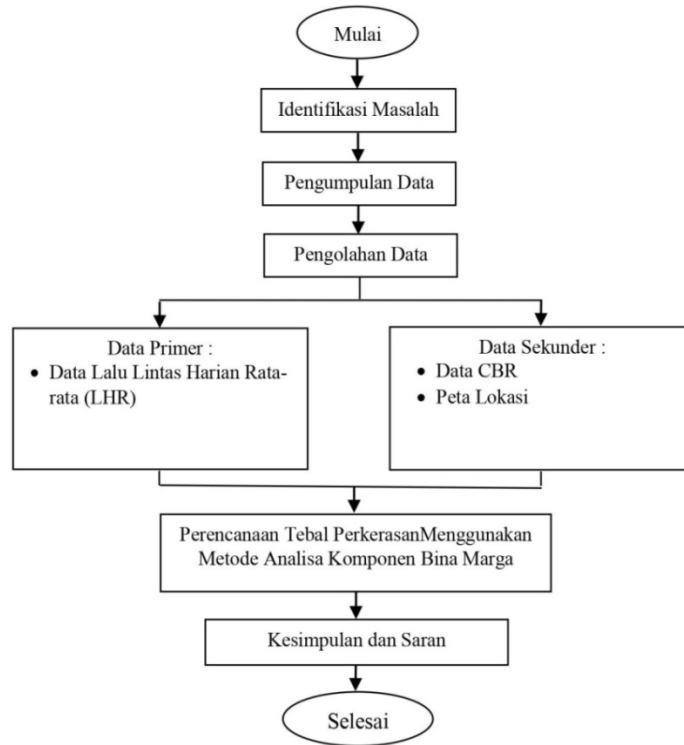 Mulai
Identifikasi Masalah
Pengumpulan Data
Pengolahan Data
Data Primer :
• Data Lalu Lintas Harian Rata-
rata (LHR)
Data Sekunder :
• Data CBR
• Peta Lokasi
Perencanaan Tebal PerkerasanMenggunakan
Metode Analisa Komponen Bina Marga
Kesimpulan dan Saran
Selesai